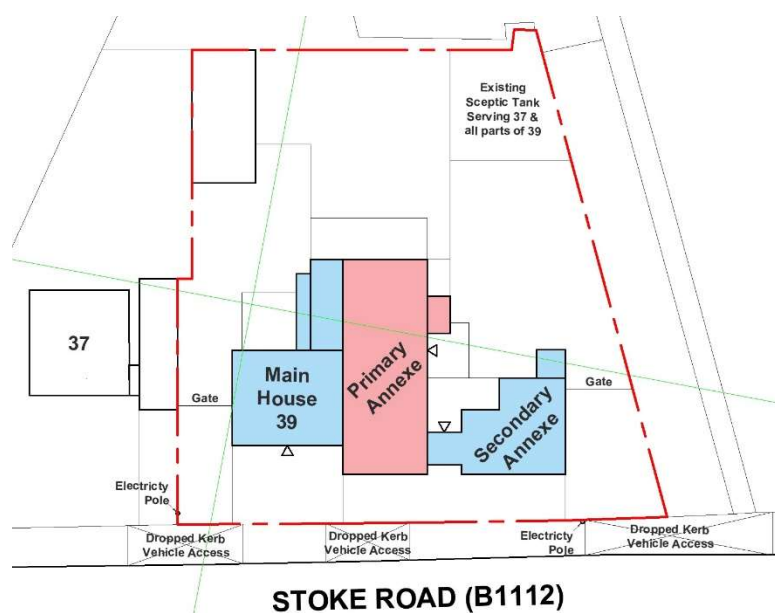 Existing
Sceptic Tank
Serving 37 &
all parts of 39
37
Main
House
39
Primary
Annexe
Secondary
Annexe
Gate
Gate
Electricty
Pole
Dropped Kerb
Vehicle Access
Dropped Kerb
Vehicle Access
Electricity
Pole
Dropped Kerb
Vehicle Access
STOKE ROAD (B1112)